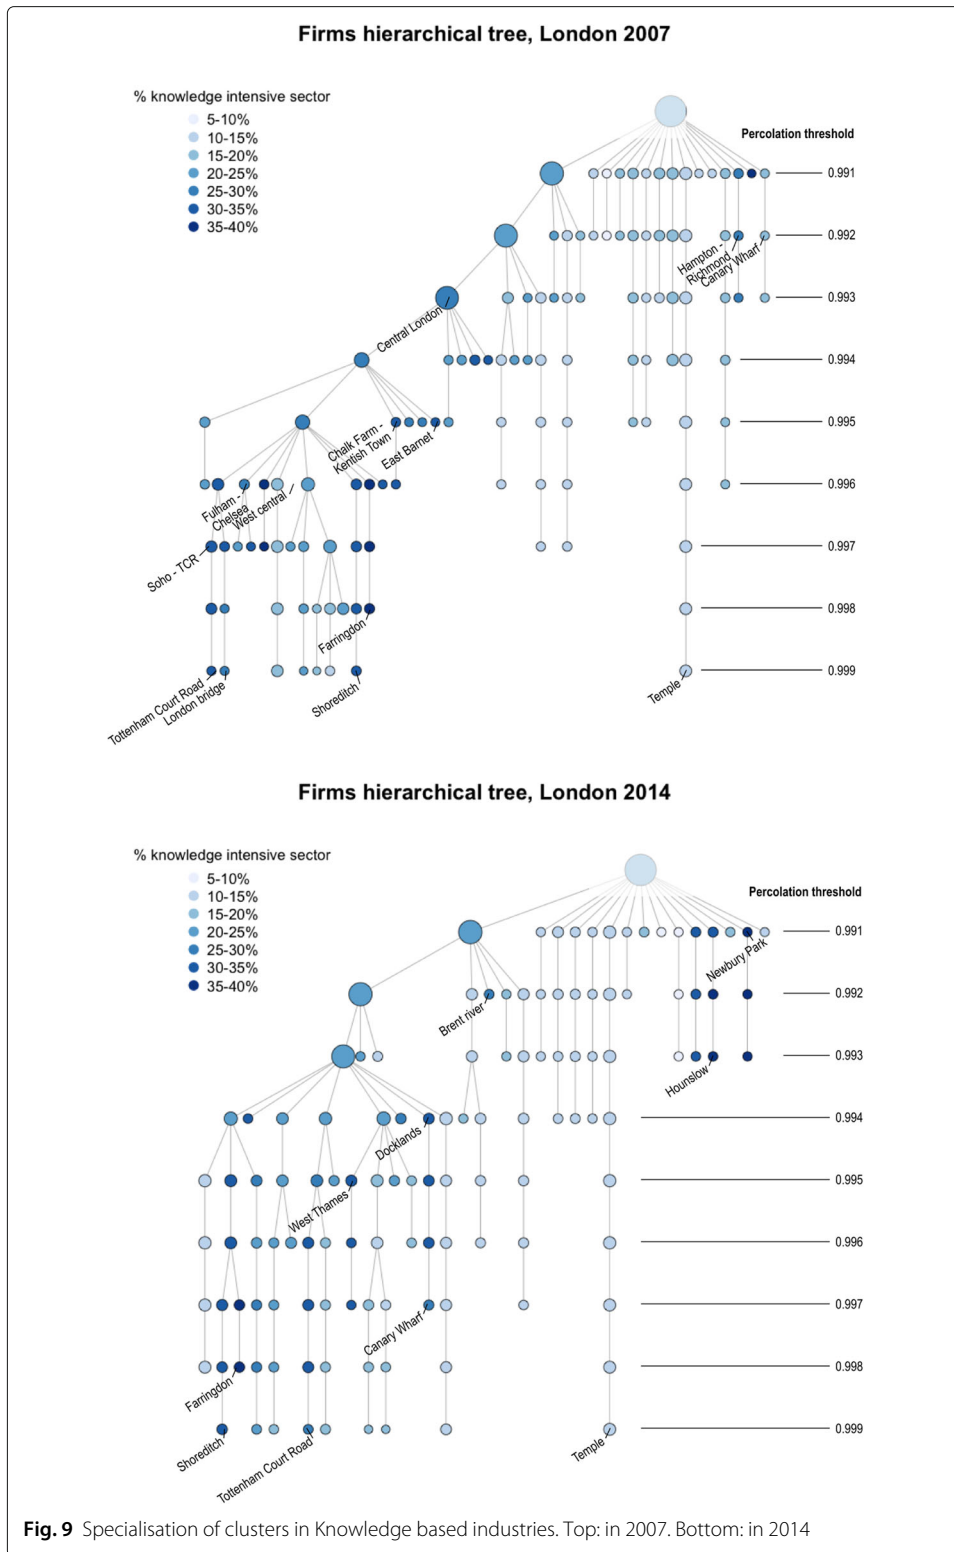 Firms hierarchical tree, London 2007
% knowledge intensive sector
5-10%
10-15%
15-20%
20-25%
25-30%
30-35%
35-40%
Percolation threshold
0.991
0.992
Hampton -
Richmond
Canary Wharf
0.993
Central London
0.994
0.995
Chalk Farm -
Kentish Town
East Barnet
0.996
Fulham -
Chelsea
West central
0.997
Soho - TCR
0.998
Farringdon
0.999
Tottenham Court Road
London bridge
Shoreditch
Temple
Firms hierarchical tree, London 2014
% knowledge intensive sector
5-10%
10-15%
15-20%
20-25%
25-30%
30-35%
35-40%
Percolation threshold
0.991
Newbury Park
0.992
Brent river
0.993
Hounslow
0.994
Docklands
0.995
West Thames
0.996
0.997
Canary Wharf
0.998
Farringdon
0.999
Shoreditch
Tottenham Court Road
Temple
Fig. 9 Specialisation of clusters in Knowledge based industries. Top: in 2007. Bottom: in 2014